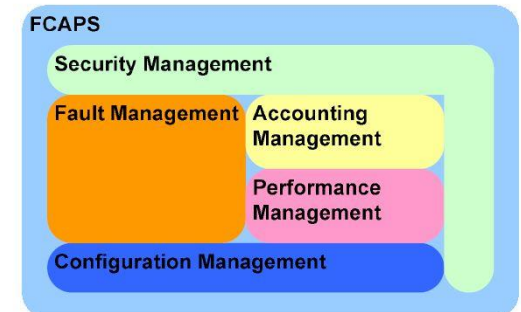 FCAPS
Security Management
Fault Management
Accounting
Management
Performance
Management
Configuration Management